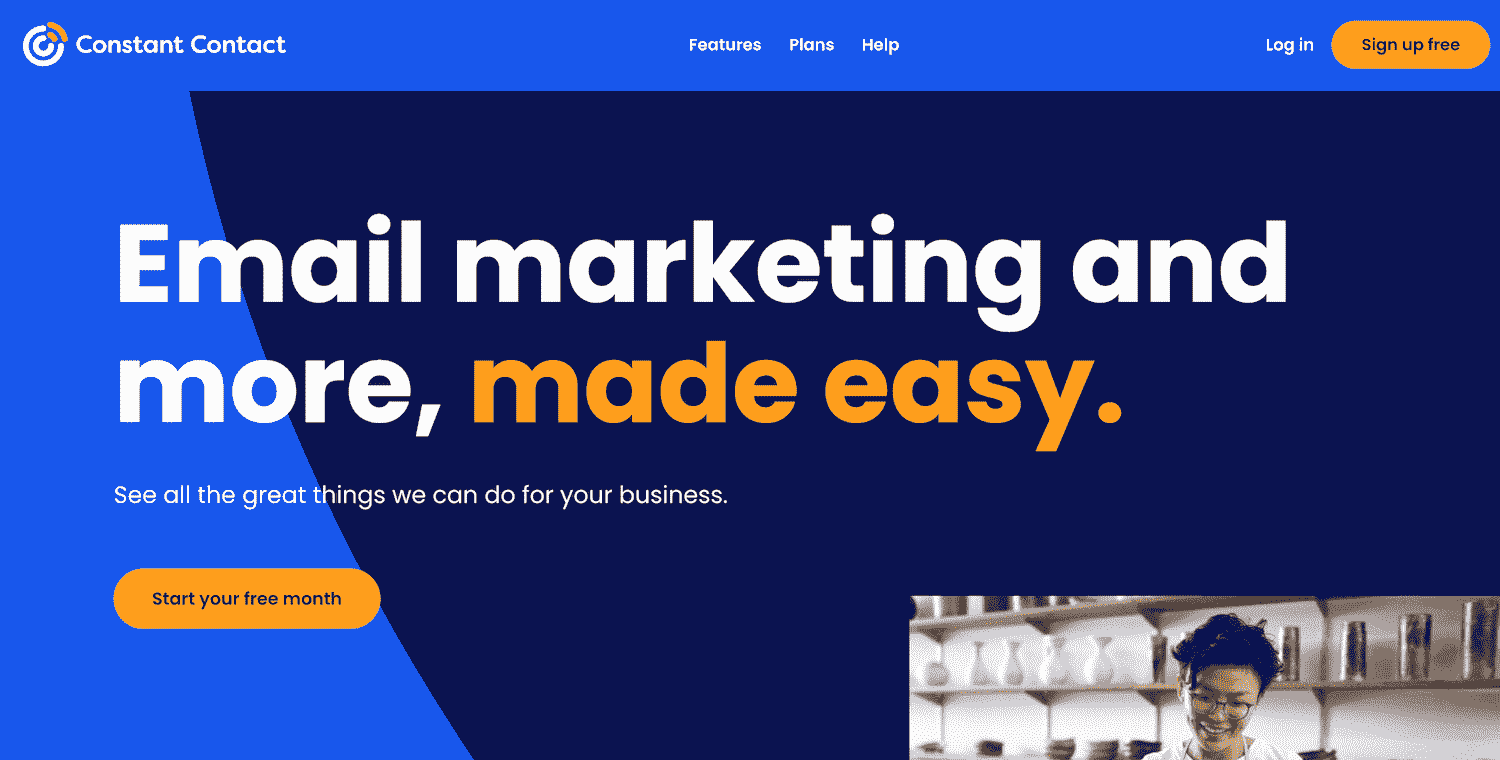 Constant Contact
Features
Plans
Help
Log in
Sign up free
Email marketing and
more, made easy.
See all the great things we can do for your business.
Start your free month